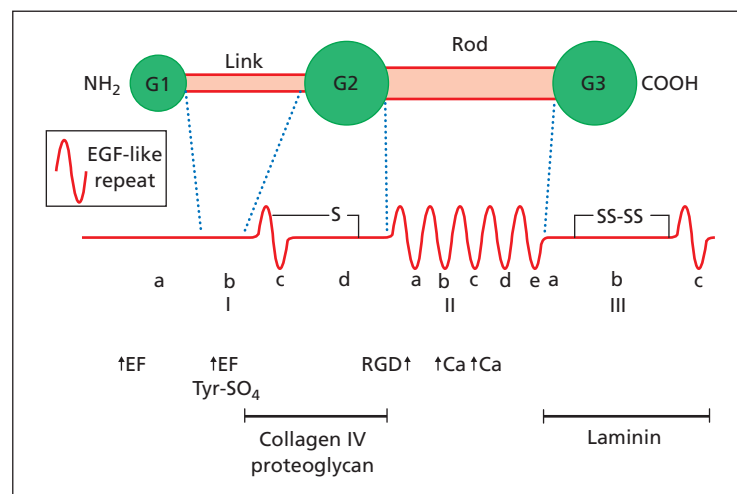 Rod
Link
NH₂ G1 G2 G3 COOH
EGF-like
repeat
S SS-SS
a b c d a b c d e a b c
I II III
↑EF ↑EF RGD↑ ↑Ca ↑Ca
Tyr-SO₄
Collagen IV
proteoglycan
Laminin